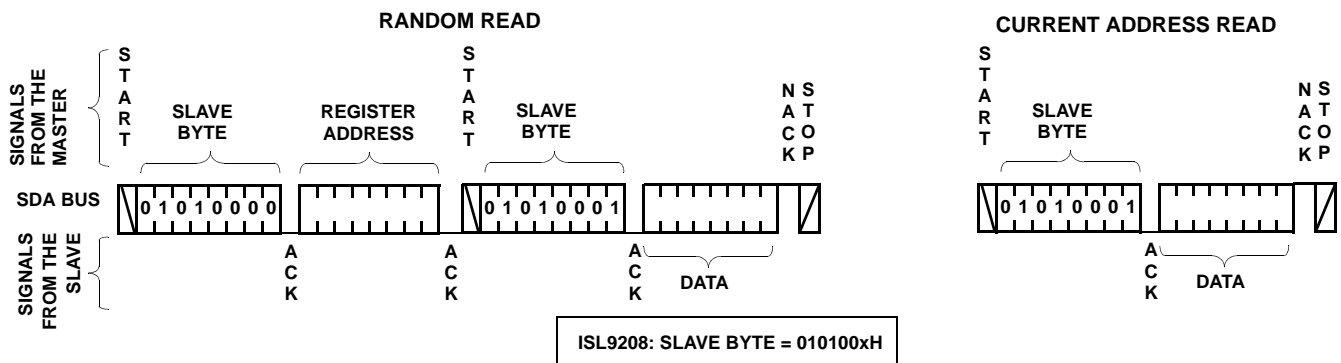 RANDOM READ
CURRENT ADDRESS READ
SIGNALS
FROM THE
MASTER
START
SLAVE
BYTE
REGISTER
ADDRESS
START
SLAVE
BYTE
NACK
STOP
START
SLAVE
BYTE
NACK
STOP
SDA BUS
0 1 0 1 0 0 0 0
0 1 0 1 0 0 0 1
0 1 0 1 0 0 0 1
SIGNALS
FROM THE
SLAVE
ACK
ACK
ACK
DATA
ACK
DATA
ISL9208: SLAVE BYTE = 010100xH